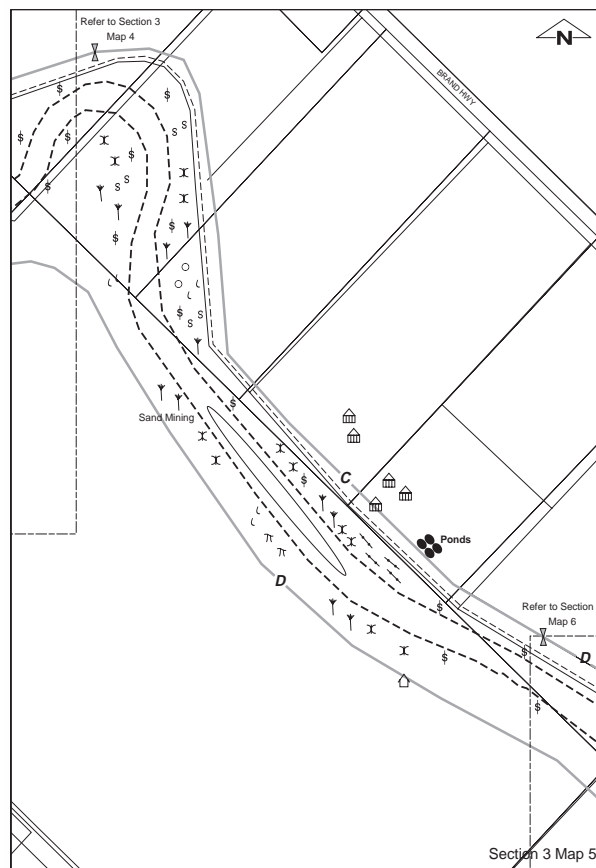 Refer to Section 3
Map 4
N
BRAND HWY
Sand Mining
C
Ponds
D
Refer to Section
Map 6
D
Section 3 Map 5